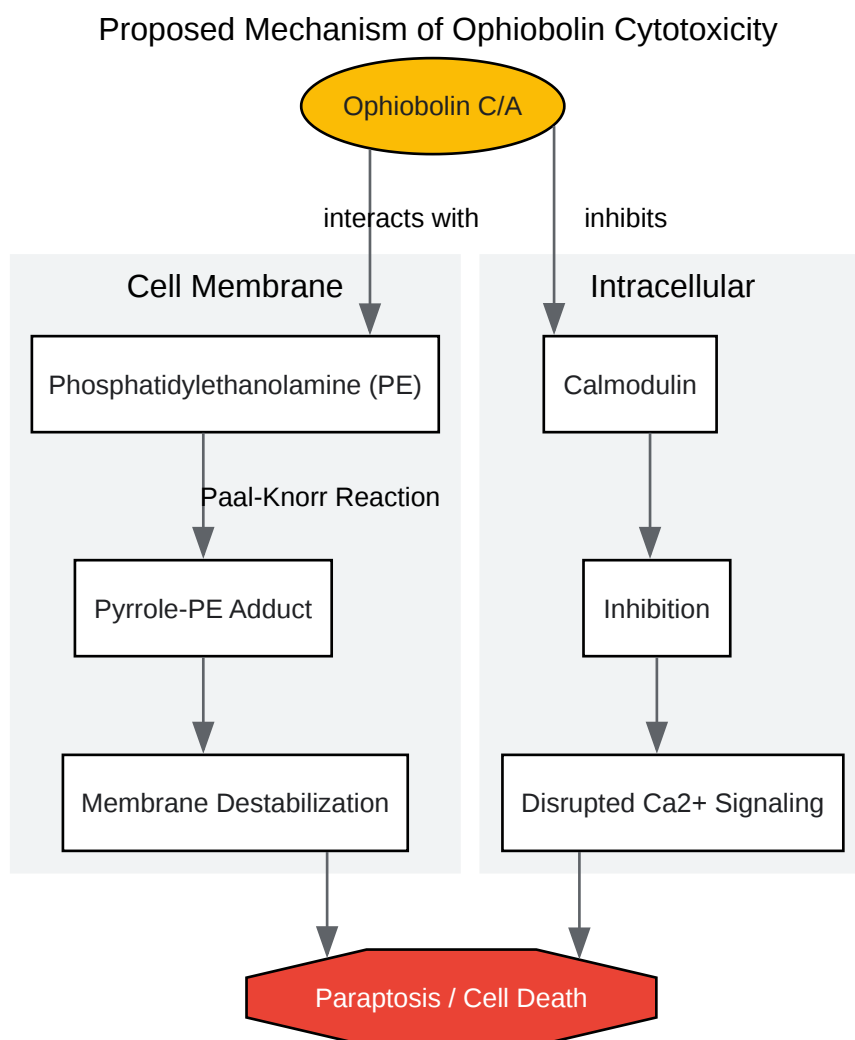 Proposed Mechanism of Ophiobolin Cytotoxicity
Ophiobolin C/A
interacts with
inhibits
Cell Membrane
Intracellular
Phosphatidylethanolamine (PE)
Calmodulin
Paal-Knorr Reaction
Pyrrole-PE Adduct
Inhibition
Membrane Destabilization
Disrupted Ca2+ Signaling
Paraptosis / Cell Death